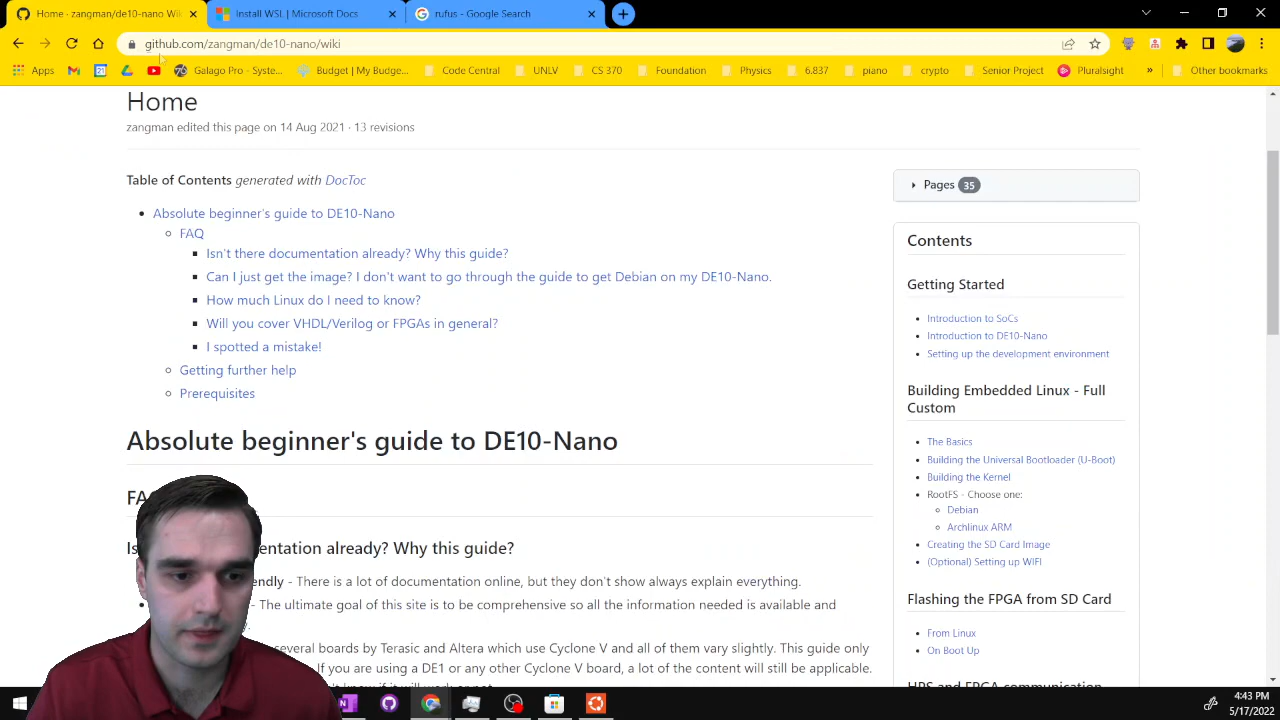 Home - zangman/de10-nano Wik
Install WSL | Microsoft Docs
rufus - Google Search
github.com/zangman/de10-nano/wiki
Apps
Galago Pro - Syste...
Budget | My Budge...
Code Central
UNLV
CS 370
Foundation
Physics
6.837
piano
crypto
Senior Project
Pluralsight
»
Other bookmarks
Home
zangman edited this page on 14 Aug 2021 · 13 revisions
Table of Contents generated with DocToc
Absolute beginner's guide to DE10-Nano
FAQ
Isn't there documentation already? Why this guide?
Can I just get the image? I don't want to go through the guide to get Debian on my DE10-Nano.
How much Linux do I need to know?
Will you cover VHDL/Verilog or FPGAs in general?
I spotted a mistake!
Getting further help
Prerequisites
Absolute beginner's guide to DE10-Nano
FA
Is
entation already? Why this guide?
endly - There is a lot of documentation online, but they don't show always explain everything.
- The ultimate goal of this site is to be comprehensive so all the information needed is available and
several boards by Terasic and Altera which use Cyclone V and all of them vary slightly. This guide only
If you are using a DE1 or any other Cyclone V board, a lot of the content will still be applicable.
Pages 35
Contents
Getting Started
Introduction to SoCs
Introduction to DE10-Nano
Setting up the development environment
Building Embedded Linux - Full
Custom
The Basics
Building the Universal Bootloader (U-Boot)
Building the Kernel
RootFS - Choose one:
Debian
Archlinux ARM
Creating the SD Card Image
(Optional) Setting up WIFI
Flashing the FPGA from SD Card
From Linux
On Boot Up
HPS and FPGA communication
4:43 PM
5/17/2022